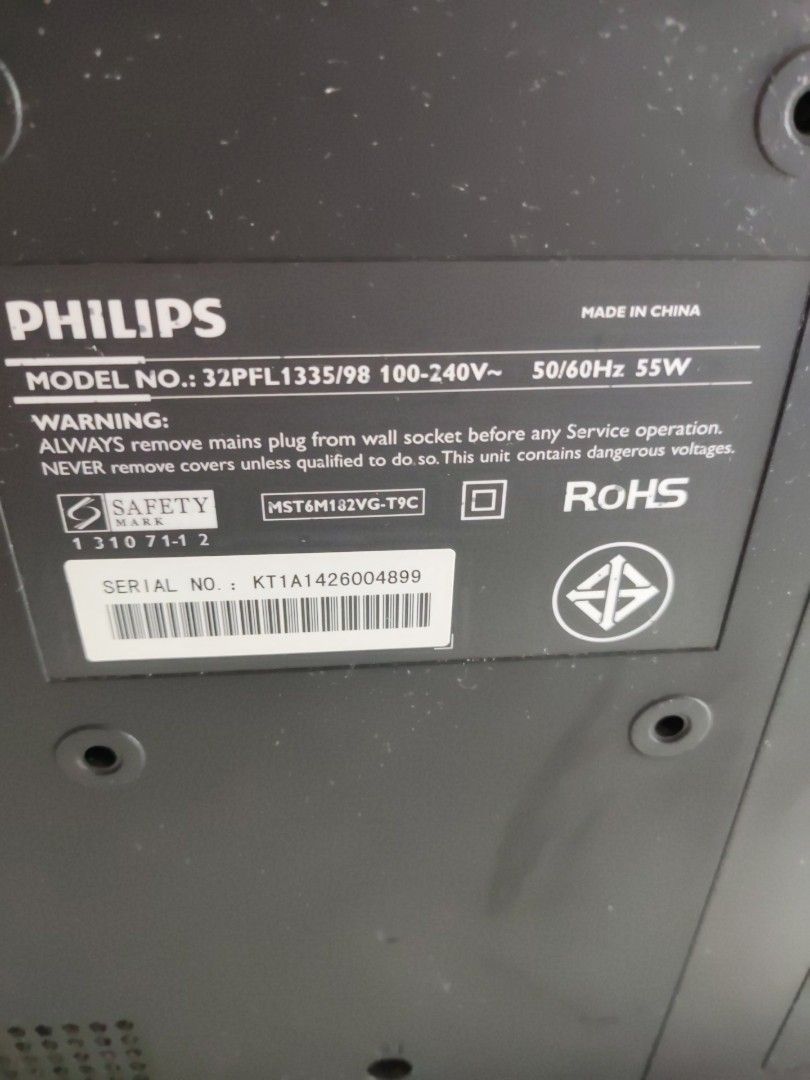 PHILIPS
MADE IN CHINA
MODEL NO.: 32PFL1335/98 100-240V~ 50/60Hz 55W
WARNING:
ALWAYS remove mains plug from wall socket before any Service operation.
NEVER remove covers unless qualified to do so. This unit contains dangerous voltages.
S SAFETY
MARK
MST6M182VG-T9C
RoHS
1 310 71-1 2
SERIAL NO.: KT1A1426004899